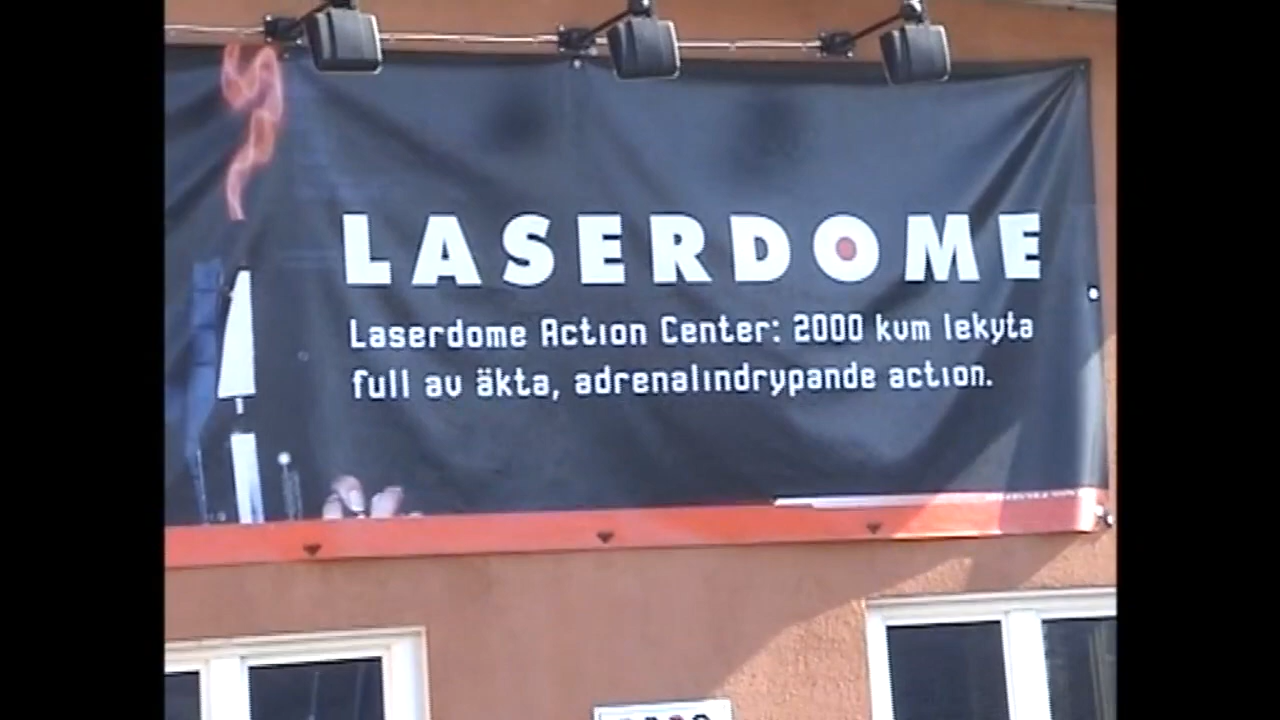 LASERDOME
Laserdome Action Center: 2000 kvm lekyta
full av äkta, adrenalindrypande action.